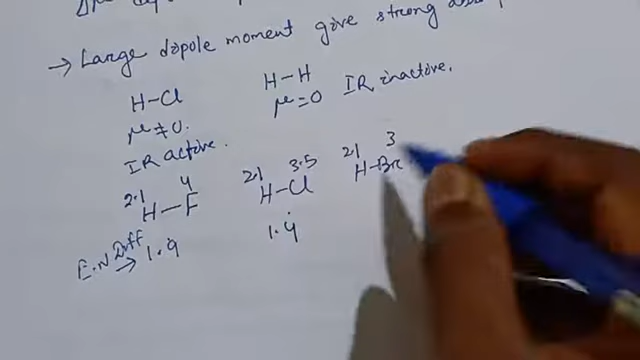 → Large dipole moment give strong
H-Cl
μ≠0.
IR active.
H-H
μ=0 IR inactive.
2.1 4
H-F
2.1 3.5
H-Cl
2.1 3
H-Br
E.N Diff → 1.9 1.4